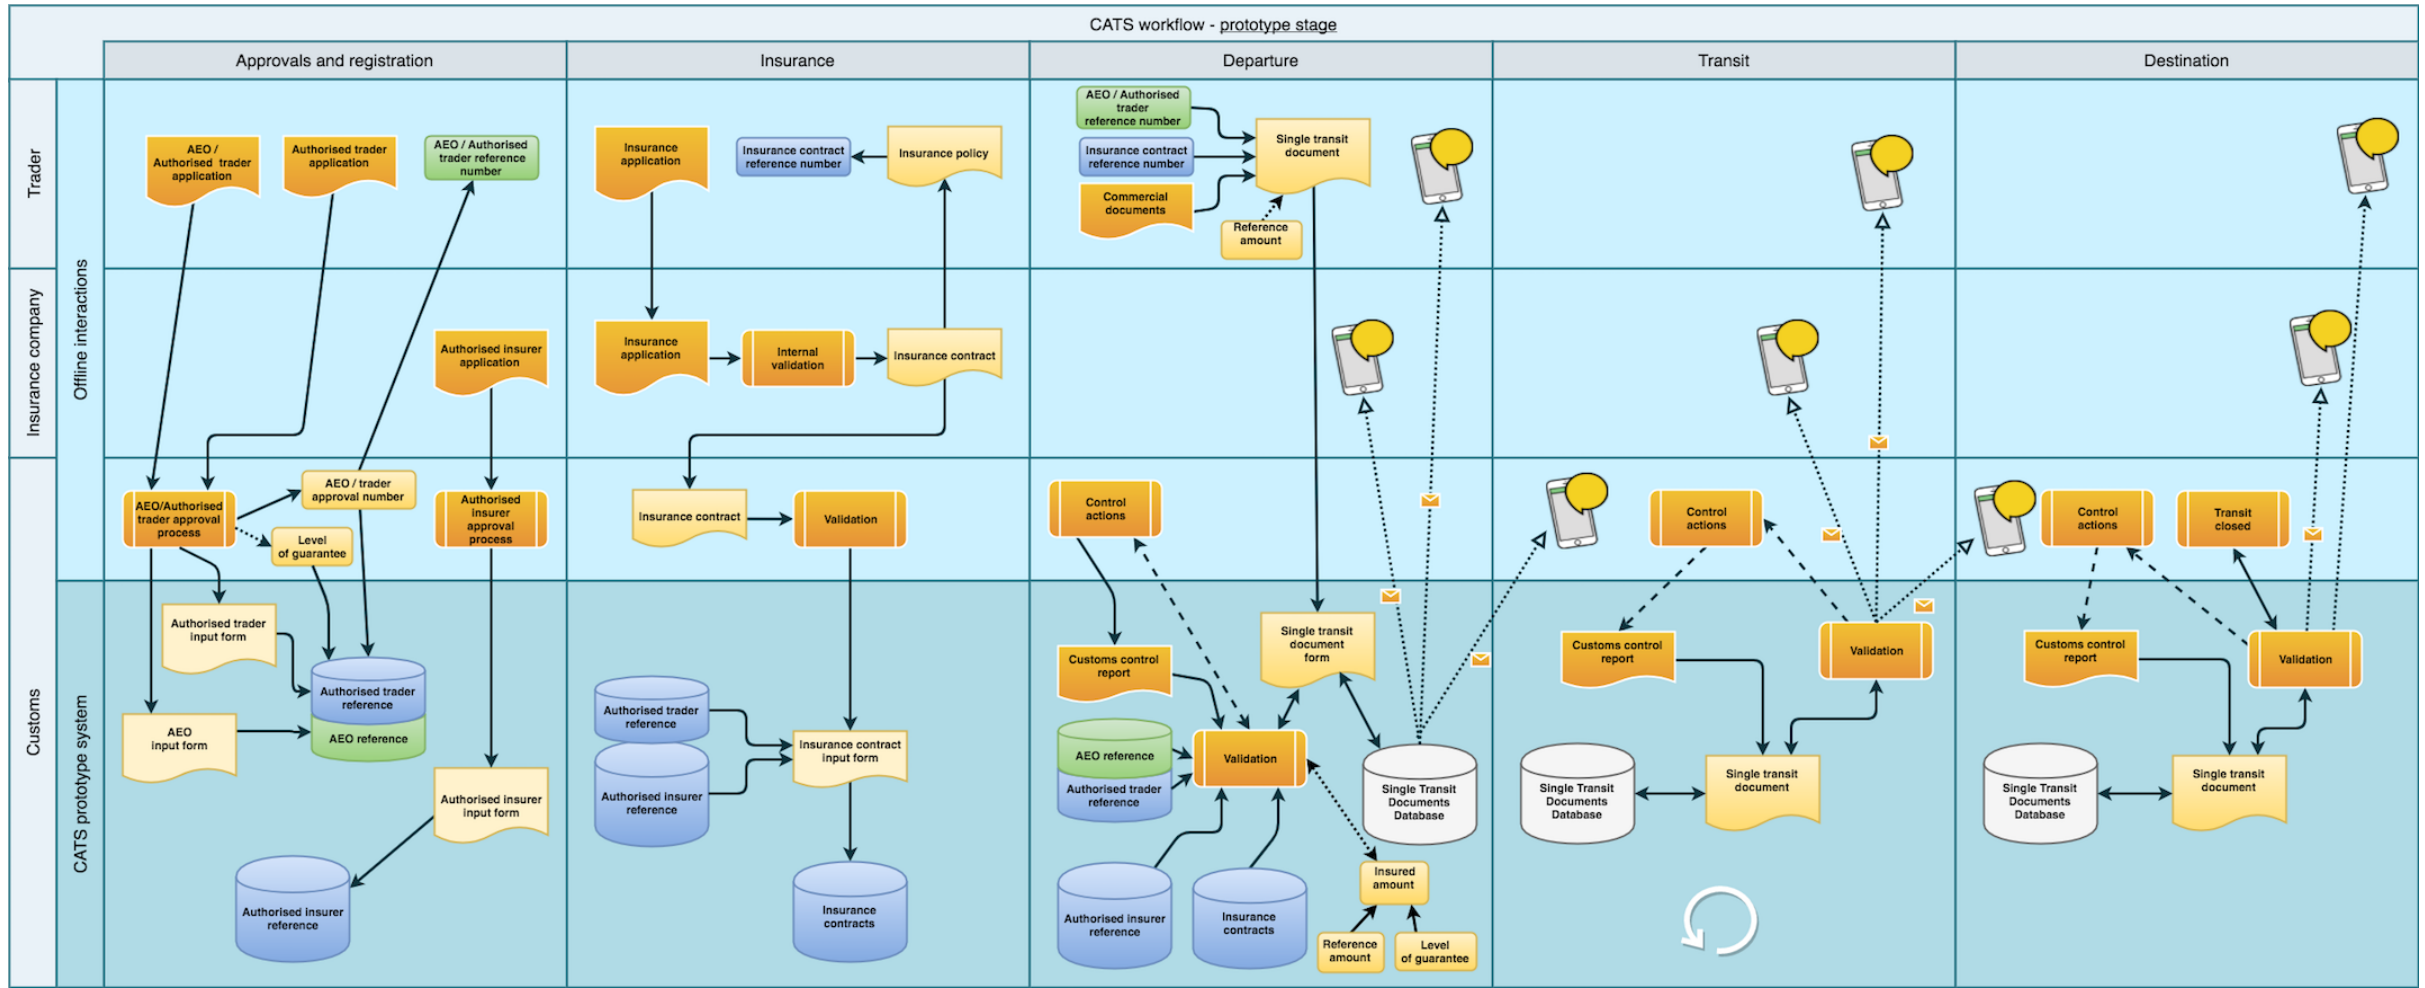 CATS workflow - prototype stage
Approvals and registration
Insurance
Departure
Transit
Destination
Trader
Insurance company
Customs
Offline interactions
CATS prototype system
AEO /
Authorised trader
application
Authorised trader
application
AEO / Authorised
trader reference
number
Authorised insurer
application
AEO/Authorised
trader approval
process
AEO / trader
approval number
Level
of guarantee
Authorised
insurer
approval
process
Authorised trader
input form
Authorised trader
reference
AEO reference
AEO
input form
Authorised insurer
input form
Authorised insurer
reference
Insurance
application
Insurance contract
reference number
Insurance policy
Insurance
application
Internal
validation
Insurance contract
Insurance contract
Validation
Authorised trader
reference
Authorised insurer
reference
Insurance contract
input form
Insurance
contracts
AEO / Authorised
trader
reference number
Insurance contract
reference number
Commercial
documents
Single transit
document
Reference
amount
Control
actions
Customs control
report
Single transit
document
form
AEO reference
Authorised trader
reference
Validation
Single Transit
Documents
Database
Authorised insurer
reference
Insurance
contracts
Insured
amount
Reference
amount
Level
of guarantee
Control
actions
Customs control
report
Validation
Single Transit
Documents
Database
Single transit
document
Control
actions
Transit
closed
Customs control
report
Validation
Single Transit
Documents
Database
Single transit
document